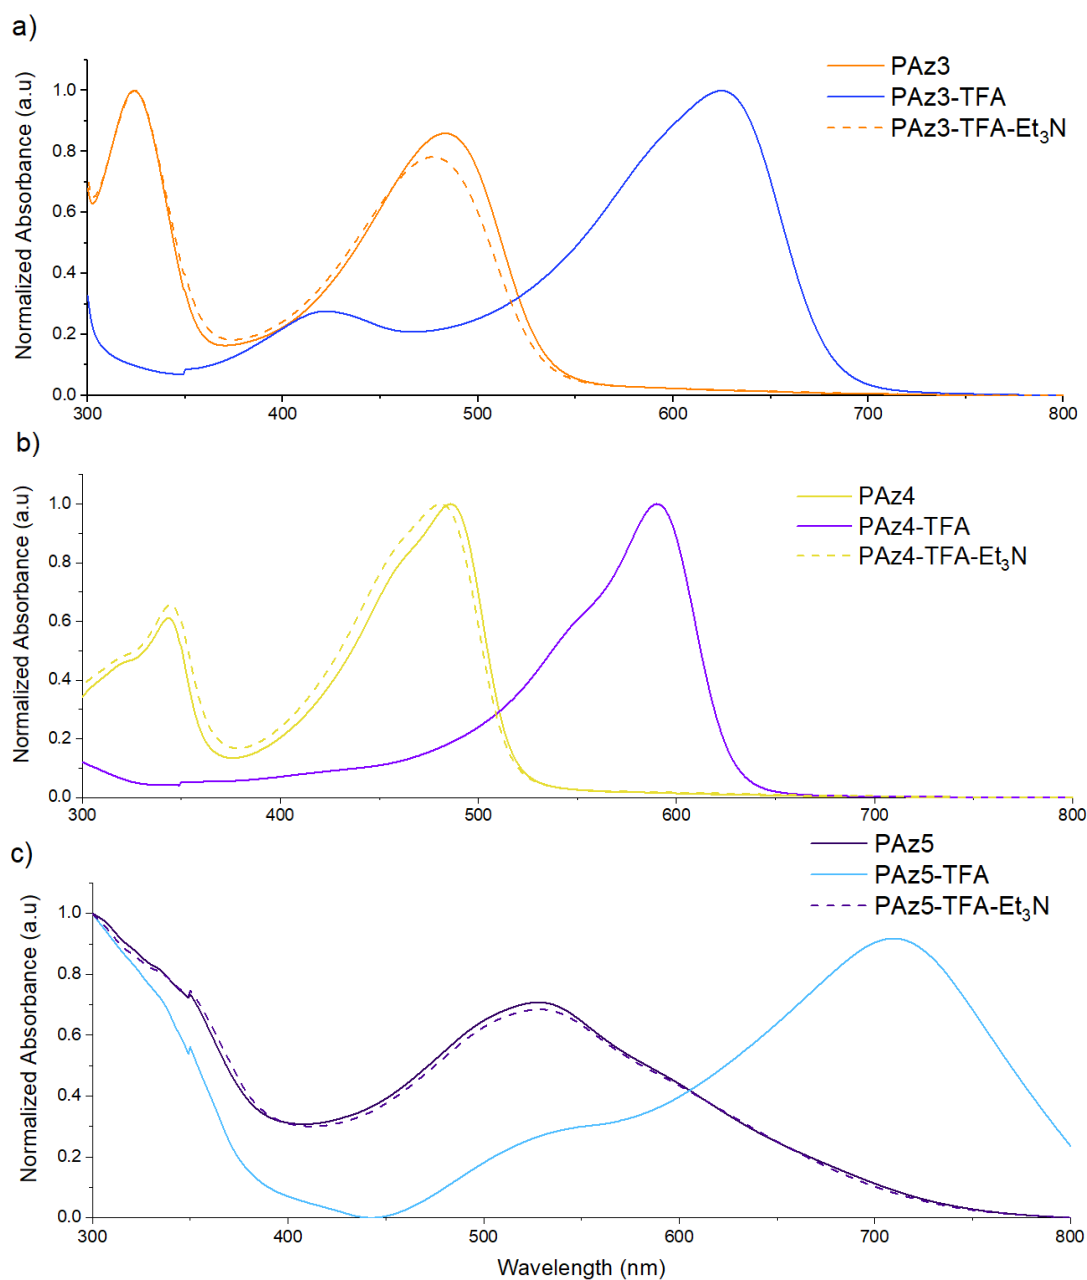 a)
PAz3
PAz3-TFA
PAz3-TFA-Et₃N
Normalized Absorbance (a.u)
1.0
0.8
0.6
0.4
0.2
0.0
300 400 500 600 700 800
b)
PAz4
PAz4-TFA
PAz4-TFA-Et₃N
Normalized Absorbance (a.u)
1.0
0.8
0.6
0.4
0.2
0.0
300 400 500 600 700 800
c)
PAz5
PAz5-TFA
PAz5-TFA-Et₃N
Normalized Absorbance (a.u)
1.0
0.8
0.6
0.4
0.2
0.0
300 400 500 600 700 800
Wavelength (nm)